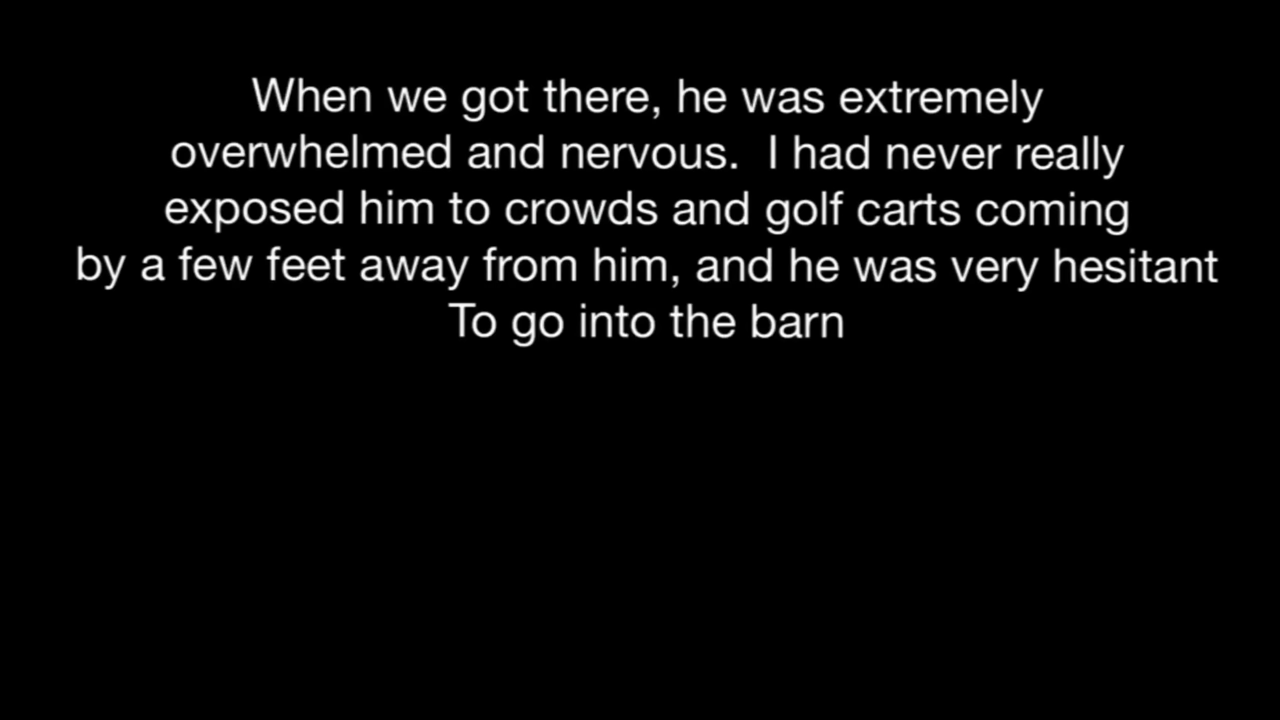 When we got there, he was extremely
overwhelmed and nervous.  I had never really
exposed him to crowds and golf carts coming
by a few feet away from him, and he was very hesitant
To go into the barn